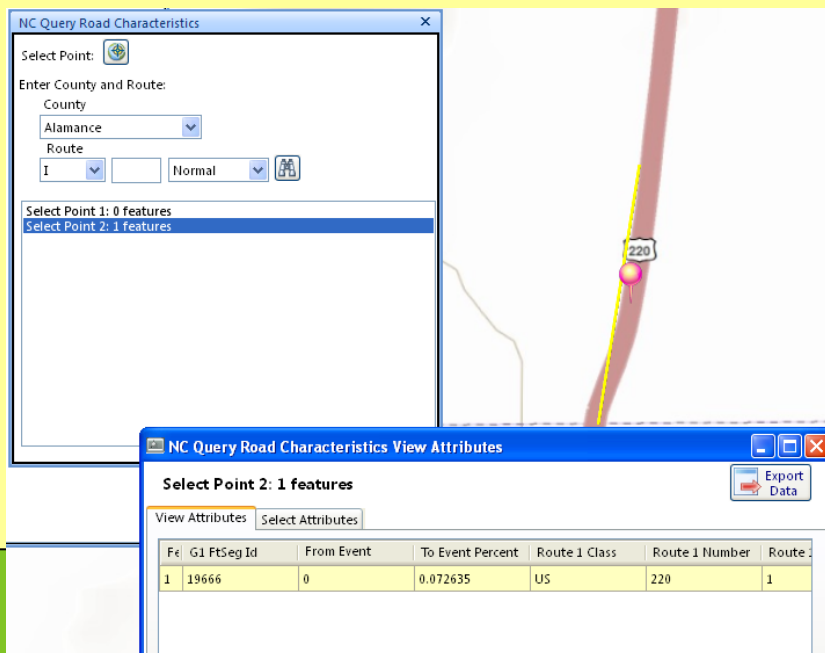 NC Query Road Characteristics
Select Point:
Enter County and Route:
County
Alamance
Route
I Normal
Select Point 1: 0 features
Select Point 2: 1 features
220
NC Query Road Characteristics View Attributes
Select Point 2: 1 features
Export
Data
View Attributes Select Attributes
Fe G1 FtSeg Id From Event To Event Percent Route 1 Class Route 1 Number Route
1 19666 0 0.072635 US 220 1